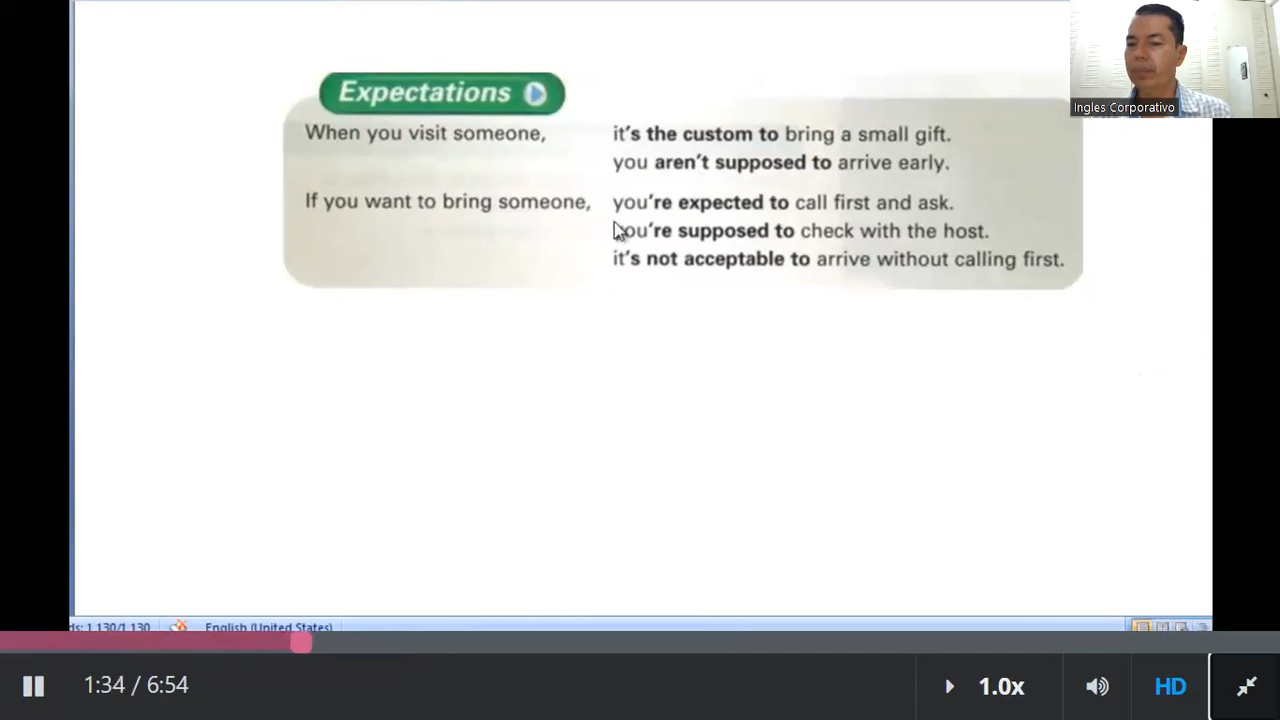 Expectations
When you visit someone, it's the custom to bring a small gift.
you aren't supposed to arrive early.
If you want to bring someone, you're expected to call first and ask.
you're supposed to check with the host.
it's not acceptable to arrive without calling first.
Ingles Corporativo
ds: 1,130/1,130 English (United States)
1:34 / 6:54 1.0x HD